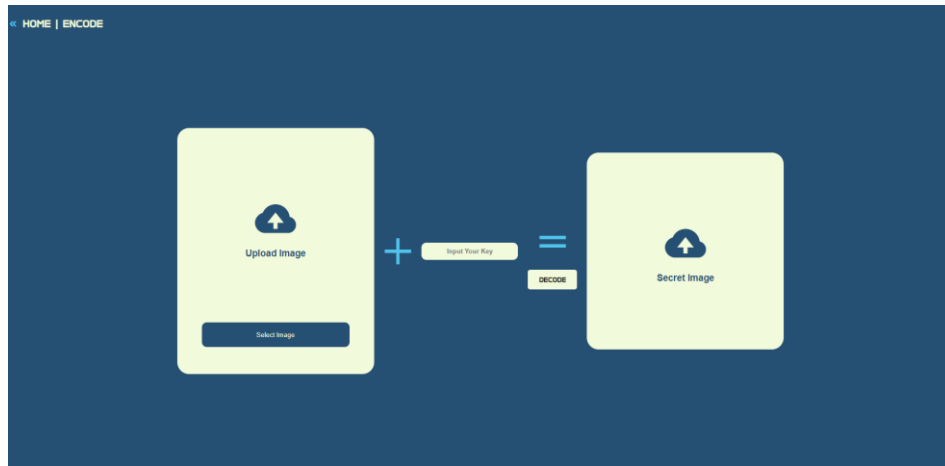 « HOME | ENCODE
Upload Image
Select Image
Input Your Key
DECODE
Secret Image